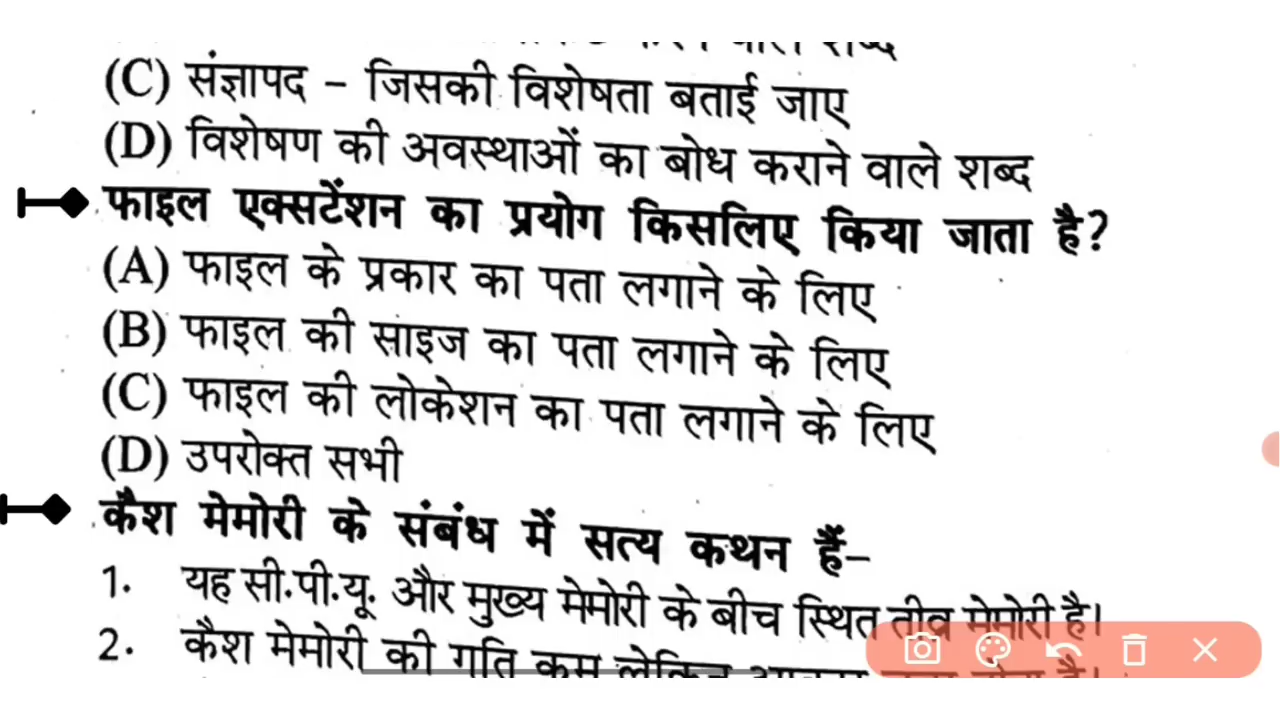 (C) संज्ञापद – जिसकी विशेषता बताई जाए
(D) विशेषण की अवस्थाओं का बोध कराने वाले शब्द
फाइल एक्सटेंशन का प्रयोग किसलिए किया जाता है?
(A) फाइल के प्रकार का पता लगाने के लिए
(B) फाइल की साइज का पता लगाने के लिए
(C) फाइल की लोकेशन का पता लगाने के लिए
(D) उपरोक्त सभी
कैश मेमोरी के संबंध में सत्य कथन हैं–
1. यह सी.पी.यू. और मुख्य मेमोरी के बीच स्थित तीव्र मेमोरी है।
2. कैश मेमोरी की गति कम लेकिन